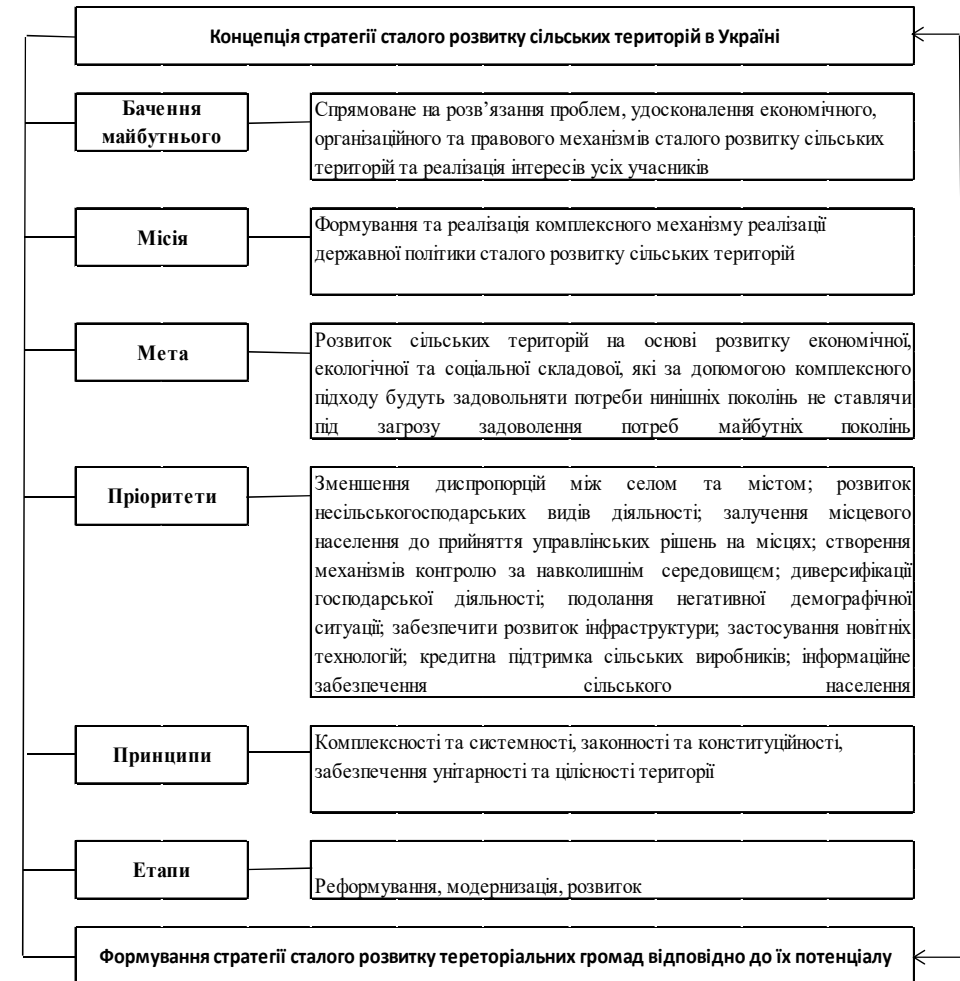 Концепція стратегії сталого розвитку сільських територій в Україні
Бачення
майбутнього
Спрямоване на розв’язання проблем, удосконалення економічного,
організаційного та правового механізмів сталого розвитку сільських
територій та реалізація інтересів усіх учасників
Місія
Формування та реалізація комплексного механізму реалізації
державної політики сталого розвитку сільських територій
Мета
Розвиток сільських територій на основі розвитку економічної,
екологічної та соціальної складової, які за допомогою комплексного
підходу будуть задовольняти потреби нинішніх поколінь не ставлячи
під загрозу задоволення потреб майбутніх поколінь
Пріоритети
Зменшення диспропорцій між селом та містом; розвиток
несільськогосподарських видів діяльності; залучення місцевого
населення до прийняття управлінських рішень на місцях; створення
механізмів контролю за навколишнім середовищєм; диверсифікації
господарської діяльності; подолання негативної демографічної
ситуації; забезпечити розвиток інфраструктури; застосування новітніх
технологій; кредитна підтримка сільських виробників; інформаційне
забезпечення сільського населення
Принципи
Комплексності та системності, законності та конституційності,
забезпечення унітарності та цілісності території
Етапи
Реформування, модернизація, розвиток
Формування стратегії сталого розвитку тереторіальних громад відповідно до їх потенціалу